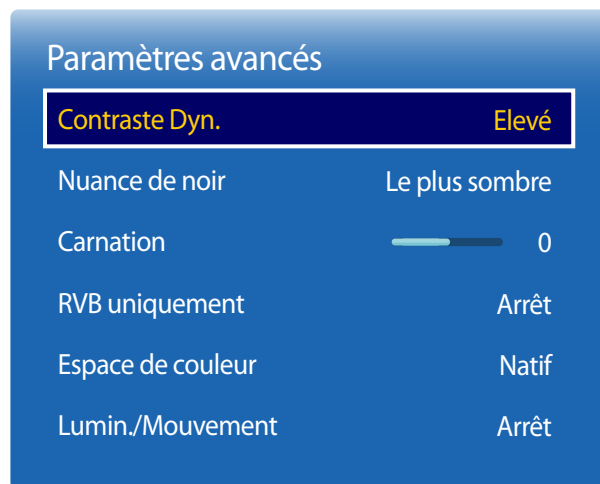 Paramètres avancés
Contraste Dyn. Elevé
Nuance de noir Le plus sombre
Carnation 0
RVB uniquement Arrêt
Espace de couleur Natif
Lumin./Mouvement Arrêt